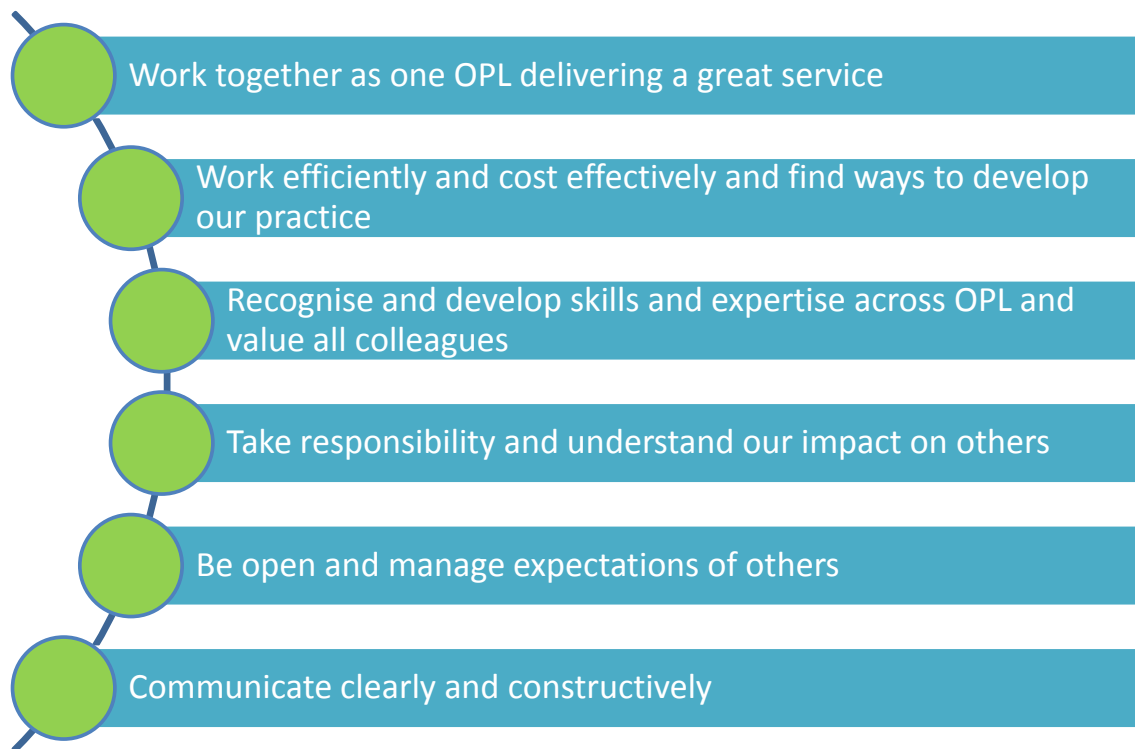 Work together as one OPL delivering a great service
Work efficiently and cost effectively and find ways to develop
our practice
Recognise and develop skills and expertise across OPL and
value all colleagues
Take responsibility and understand our impact on others
Be open and manage expectations of others
Communicate clearly and constructively